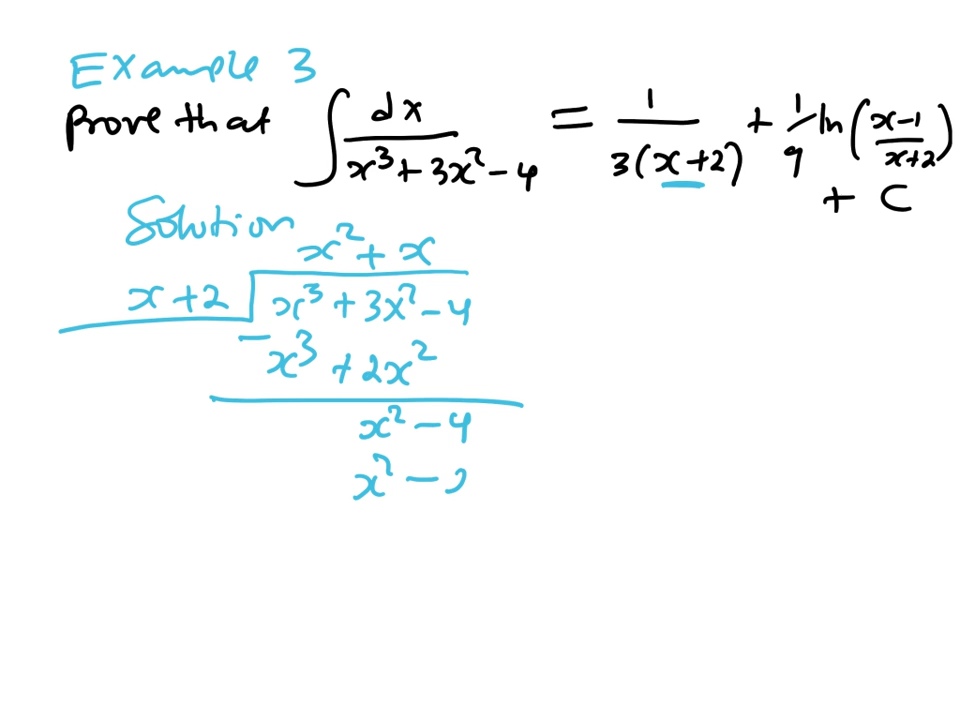 Example 3
Prove that ∫ dx/(x³ + 3x² - 4) = 1/(3(x+2)) + 1/9 ln((x-1)/(x+2))
+ C
Solution
x² + x
x + 2 | x³ + 3x² - 4
- x³ + 2x²
x² - 4
x² -